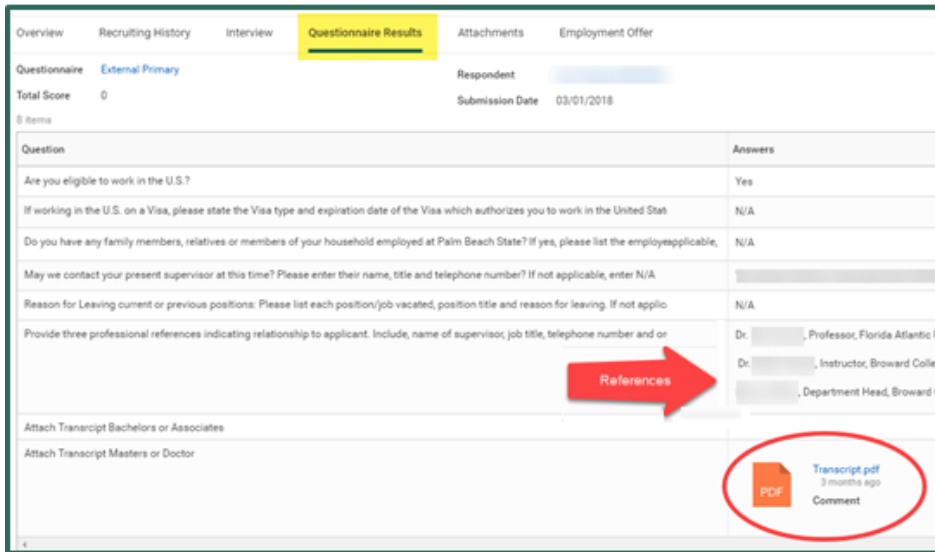 Overview Recruiting History Interview Questionnaire Results Attachments Employment Offer
Questionnaire External Primary Respondent
Total Score 0 Submission Date 03/01/2018
8 items
Question Answers
Are you eligible to work in the U.S.? Yes
If working in the U.S. on a Visa, please state the Visa type and expiration date of the Visa which authorizes you to work in the United Stat N/A
Do you have any family members, relatives or members of your household employed at Palm Beach State? If yes, please list the employeapplicable, N/A
May we contact your present supervisor at this time? Please enter their name, title and telephone number? If not applicable, enter N/A
Reason for Leaving current or previous positions: Please list each position/job vacated, position title and reason for leaving. If not applic N/A
Provide three professional references indicating relationship to applicant. Include, name of supervisor, job title, telephone number and or Dr. , Professor, Florida Atlantic
References Dr. , Instructor, Broward Colle
, Department Head, Broward
Attach Transrcipt Bachelors or Associates
Attach Transcript Masters or Doctor
PDF Transcript.pdf
3 months ago
Comment